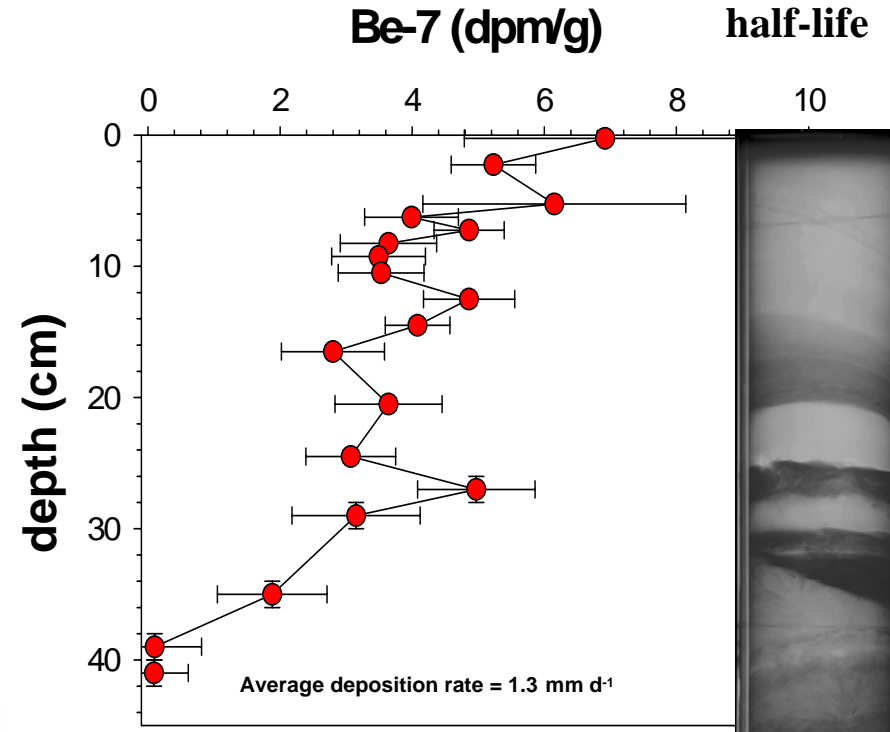 Be-7 (dpm/g)
half-life
0 2 4 6 8 10
0
10
20
30
40
depth (cm)
Average deposition rate = 1.3 mm d-1